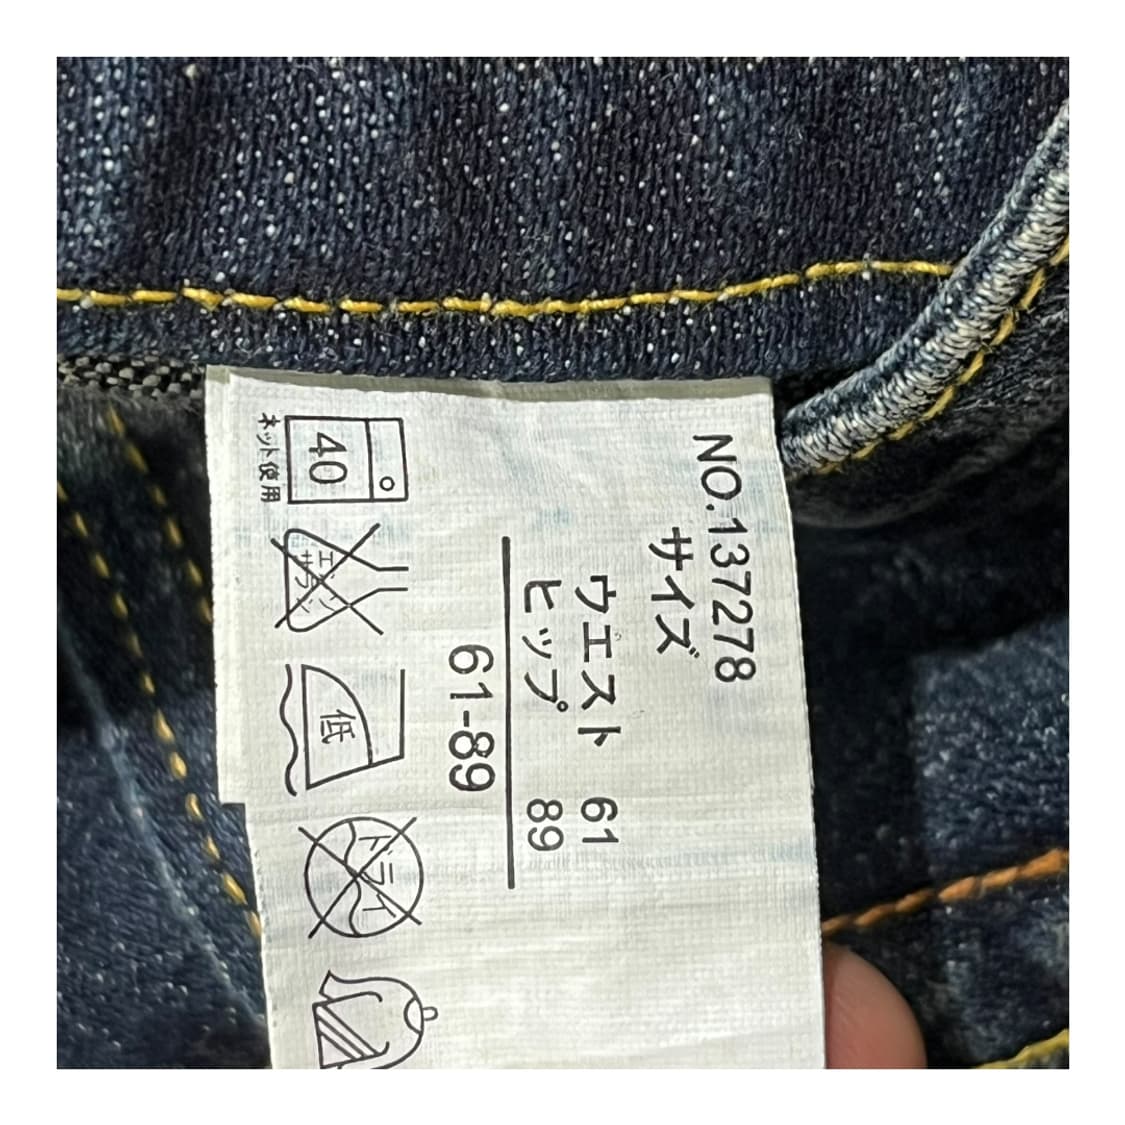 NO.137278
サイズ
ウエスト 61
ヒップ 89
61-89
40
ネット使用
エンソ
サラシ
低
ドライ